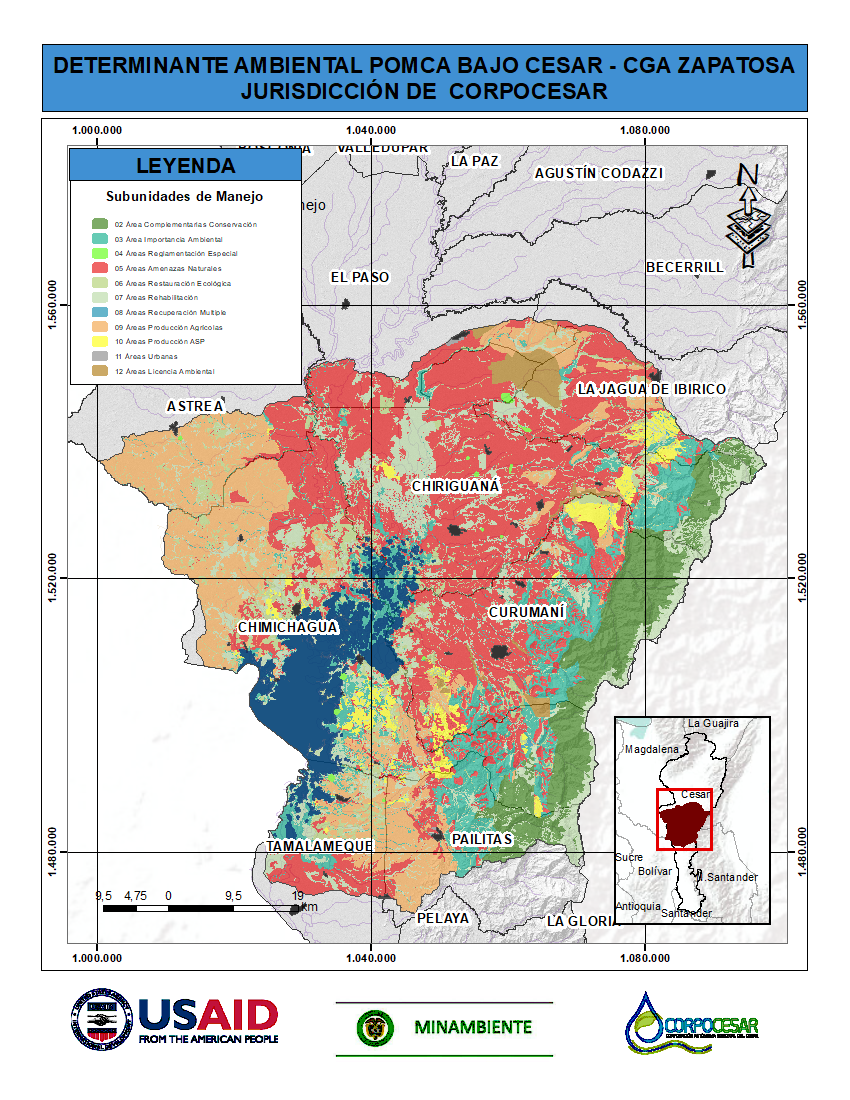 DETERMINANTE AMBIENTAL POMCA BAJO CESAR - CGA ZAPATOSA
JURISDICCIÓN DE CORPOCESAR
1.000.000
1.040.000
1.080.000
VALLEDUPAR
LA PAZ
AGUSTÍN CODAZZI
N
LEYENDA
Subunidades de Manejo
nejo
02 Área Complementarias Conservación
03 Área Importancia Ambiental
04 Áreas Reglamentación Especial
05 Áreas Amenazas Naturales
06 Áreas Restauración Ecológica
07 Áreas Rehabilitación
08 Áreas Recuperación Multiple
09 Áreas Producción Agrícolas
10 Áreas Producción ASP
11 Áreas Urbanas
12 Áreas Licencia Ambiental
EL PASO
BECERRILL
1.560.000
1.560.000
ASTREA
LA JAGUA DE IBIRICO
CHIRIGUANÁ
1.520.000
1.520.000
CHIMICHAGUA
CURUMANÍ
La Guajira
Magdalena
Cesar
Sucre
Bolívar
N.Santander
Antioquia
Santander
1.480.000
1.480.000
TAMALAMEQUE
PAILITAS
9,5 4,75 0 9,5 19
km
PELAYA
LA GLORIA
1.000.000
1.040.000
1.080.000
USAID
FROM THE AMERICAN PEOPLE
MINAMBIENTE
CORPOCESAR